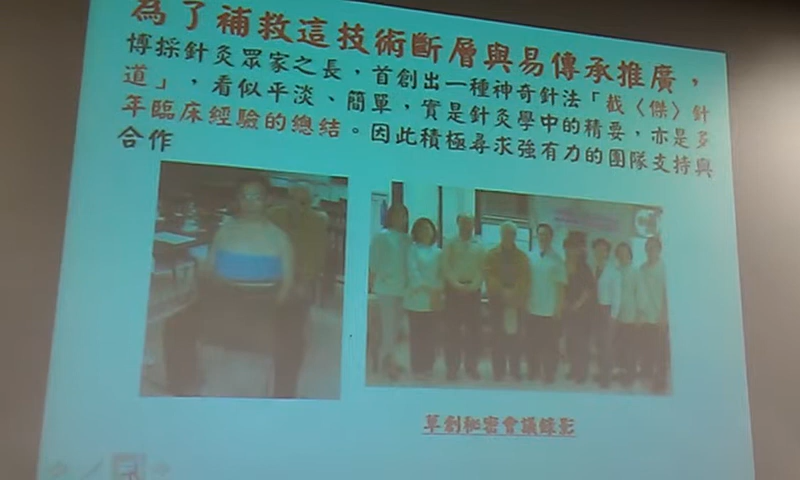 為了補救這技術斷層與易傳承推廣，
博採針灸眾家之長，首創出一種神奇針法「截〈傑〉針
道」，看似平淡、簡單，實是針灸學中的精要，亦是多
年臨床經驗的總結。因此積極尋求強有力的團隊支持與
合作
草創秘密會議錄影